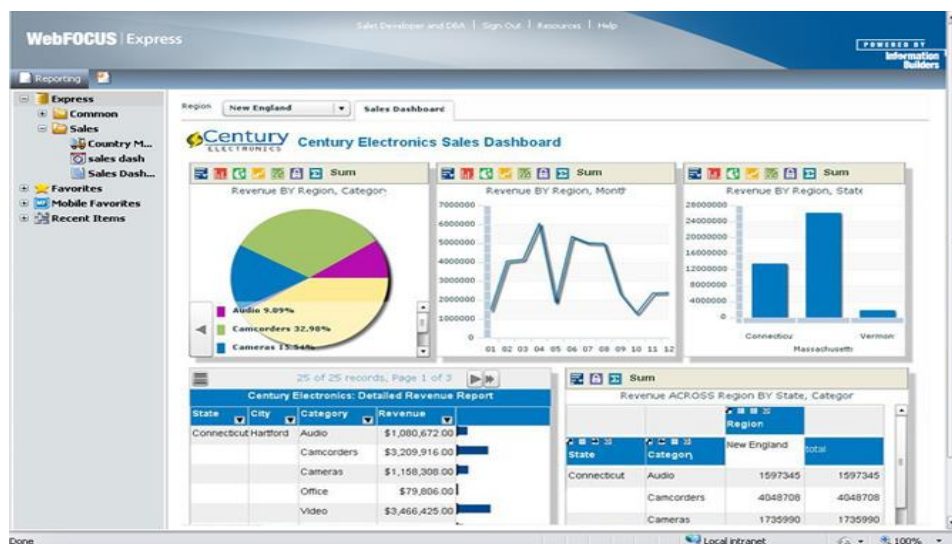 Sales Developer and DBA | Sign Out | Resources | Help
WebFOCUS | Express
POWERED BY
Information
Builders
Reporting
Express
Common
Sales
Country M...
sales dash
Sales Dash...
Favorites
Mobile Favorites
Recent Items
Region New England Sales Dashboard
Century
ELECTRONICS
Century Electronics Sales Dashboard
Sum
Revenue BY Region, Category
Audio 9.09%
Camcorders 32.98%
Cameras 15.54%
Sum
Revenue BY Region, Month
7000000
6000000
5000000
4000000
3000000
2000000
1000000
0
01 02 03 04 05 06 07 08 09 10 11 12
Sum
Revenue BY Region, State
28000000
24000000
20000000
16000000
12000000
8000000
4000000
0
Connecticu
Vermon
Massachusett
25 of 25 records, Page 1 of 3
Century Electronics: Detailed Revenue Report
State City Category Revenue
Connecticut Hartford Audio $1,080,672.00
Camcorders $3,209,916.00
Cameras $1,158,308.00
Office $79,806.00
Video $3,466,425.00
Sum
Revenue ACROSS Region BY State, Categor
Region
State Category New England total
Connecticut Audio 1597345 1597345
Camcorders 4048708 4048708
Cameras 1735990 1735990
Done
Local intranet
100%